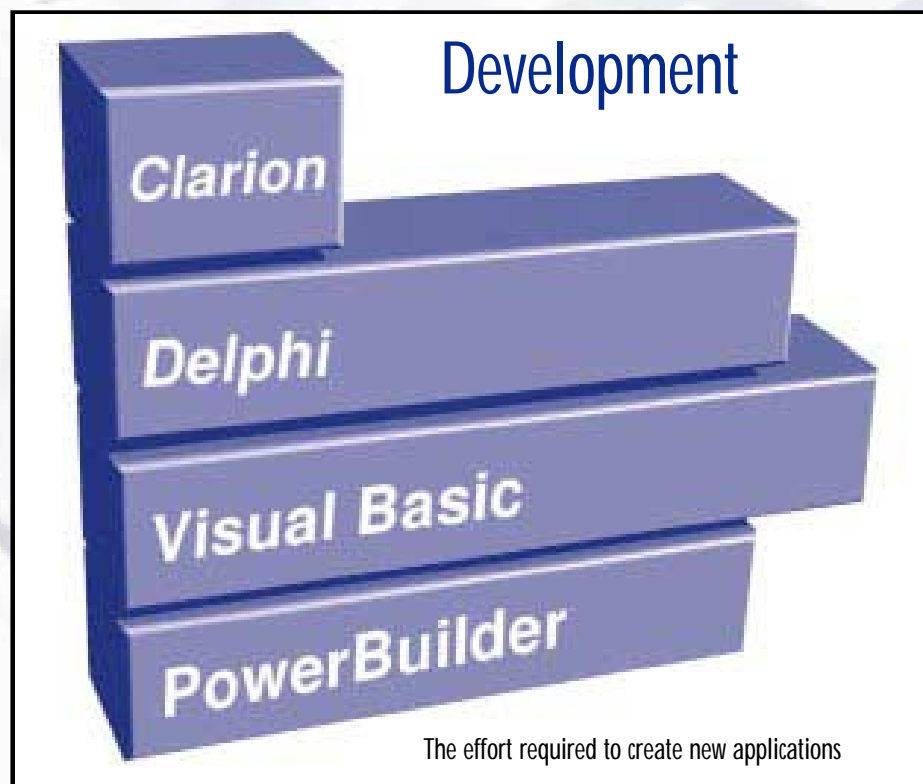 Development
Clarion
Delphi
Visual Basic
PowerBuilder
The effort required to create new applications